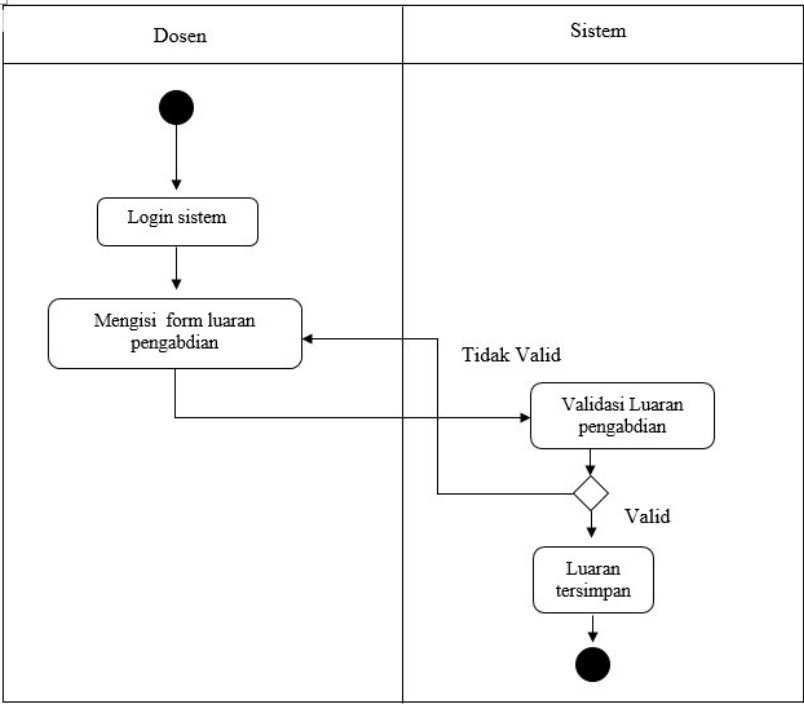 Dosen
Sistem
Login sistem
Mengisi form luaran
pengabdian
Tidak Valid
Validasi Luaran
pengabdian
Valid
Luaran
tersimpan